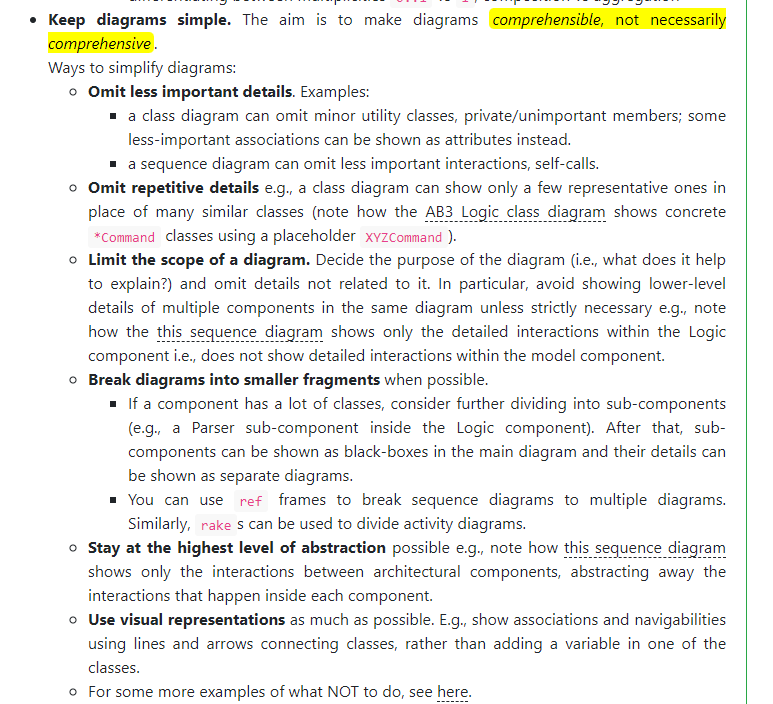 • Keep diagrams simple. The aim is to make diagrams comprehensible, not necessarily
comprehensive .
Ways to simplify diagrams:
○ Omit less important details. Examples:
■ a class diagram can omit minor utility classes, private/unimportant members; some
less-important associations can be shown as attributes instead.
■ a sequence diagram can omit less important interactions, self-calls.
○ Omit repetitive details e.g., a class diagram can show only a few representative ones in
place of many similar classes (note how the AB3 Logic class diagram shows concrete
*Command classes using a placeholder XYZCommand ).
○ Limit the scope of a diagram. Decide the purpose of the diagram (i.e., what does it help
to explain?) and omit details not related to it. In particular, avoid showing lower-level
details of multiple components in the same diagram unless strictly necessary e.g., note
how the this sequence diagram shows only the detailed interactions within the Logic
component i.e., does not show detailed interactions within the model component.
○ Break diagrams into smaller fragments when possible.
■ If a component has a lot of classes, consider further dividing into sub-components
(e.g., a Parser sub-component inside the Logic component). After that, sub-
components can be shown as black-boxes in the main diagram and their details can
be shown as separate diagrams.
■ You can use ref frames to break sequence diagrams to multiple diagrams.
Similarly, rake s can be used to divide activity diagrams.
○ Stay at the highest level of abstraction possible e.g., note how this sequence diagram
shows only the interactions between architectural components, abstracting away the
interactions that happen inside each component.
○ Use visual representations as much as possible. E.g., show associations and navigabilities
using lines and arrows connecting classes, rather than adding a variable in one of the
classes.
○ For some more examples of what NOT to do, see here.